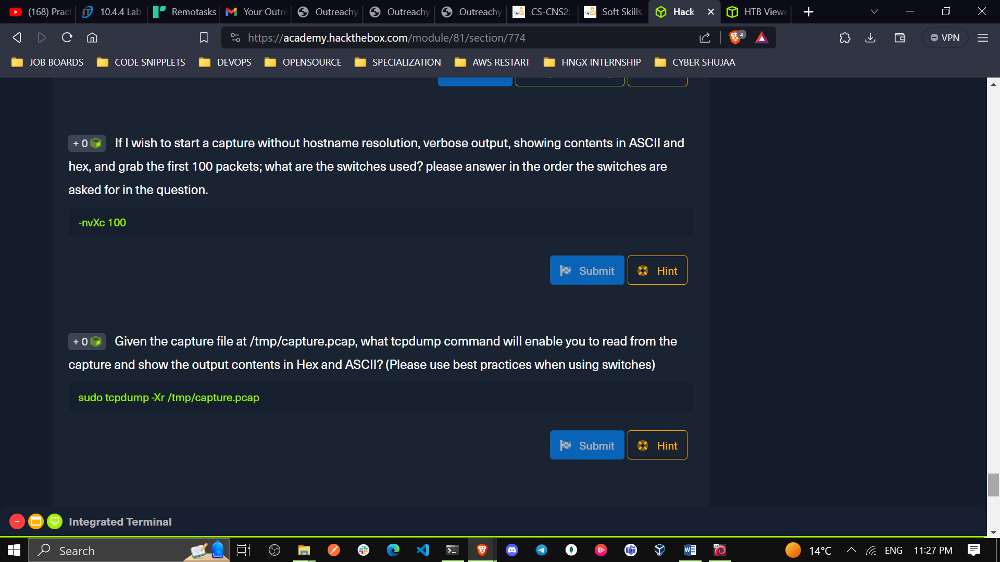 (168) Pract
10.4.4 Lab
Remotasks
Your Outre
Outreachy
Outreachy
Outreachy
CS-CNS2:
Soft Skills
Hack
HTB Viewe
https://academy.hackthebox.com/module/81/section/774
4
VPN
JOB BOARDS
CODE SNIPPLETS
DEVOPS
OPENSOURCE
SPECIALIZATION
AWS RESTART
HNGX INTERNSHIP
CYBER SHUJAA
+ 0 If I wish to start a capture without hostname resolution, verbose output, showing contents in ASCII and
hex, and grab the first 100 packets; what are the switches used? please answer in the order the switches are
asked for in the question.
-nvXc 100
Submit
Hint
+ 0 Given the capture file at /tmp/capture.pcap, what tcpdump command will enable you to read from the
capture and show the output contents in Hex and ASCII? (Please use best practices when using switches)
sudo tcpdump -Xr /tmp/capture.pcap
Submit
Hint
Integrated Terminal
Search
14°C
ENG
11:27 PM